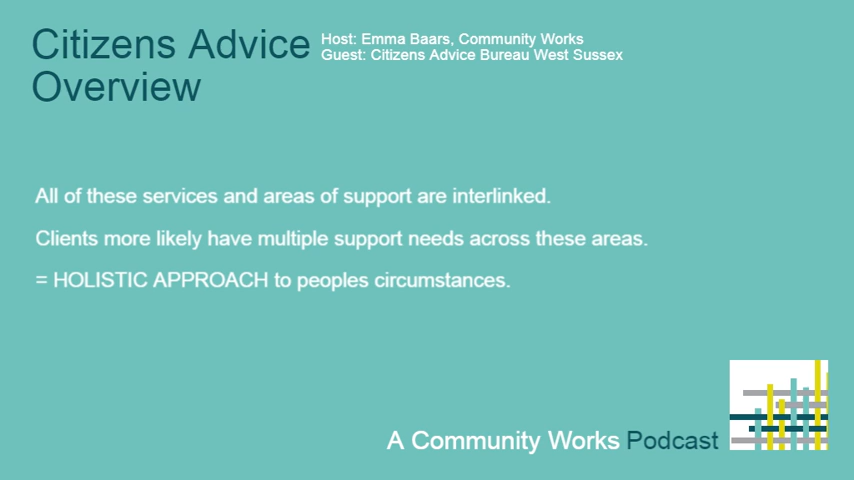 Citizens Advice
Overview
Host: Emma Baars, Community Works
Guest: Citizens Advice Bureau West Sussex
All of these services and areas of support are interlinked.
Clients more likely have multiple support needs across these areas.
= HOLISTIC APPROACH to peoples circumstances.
A Community Works Podcast